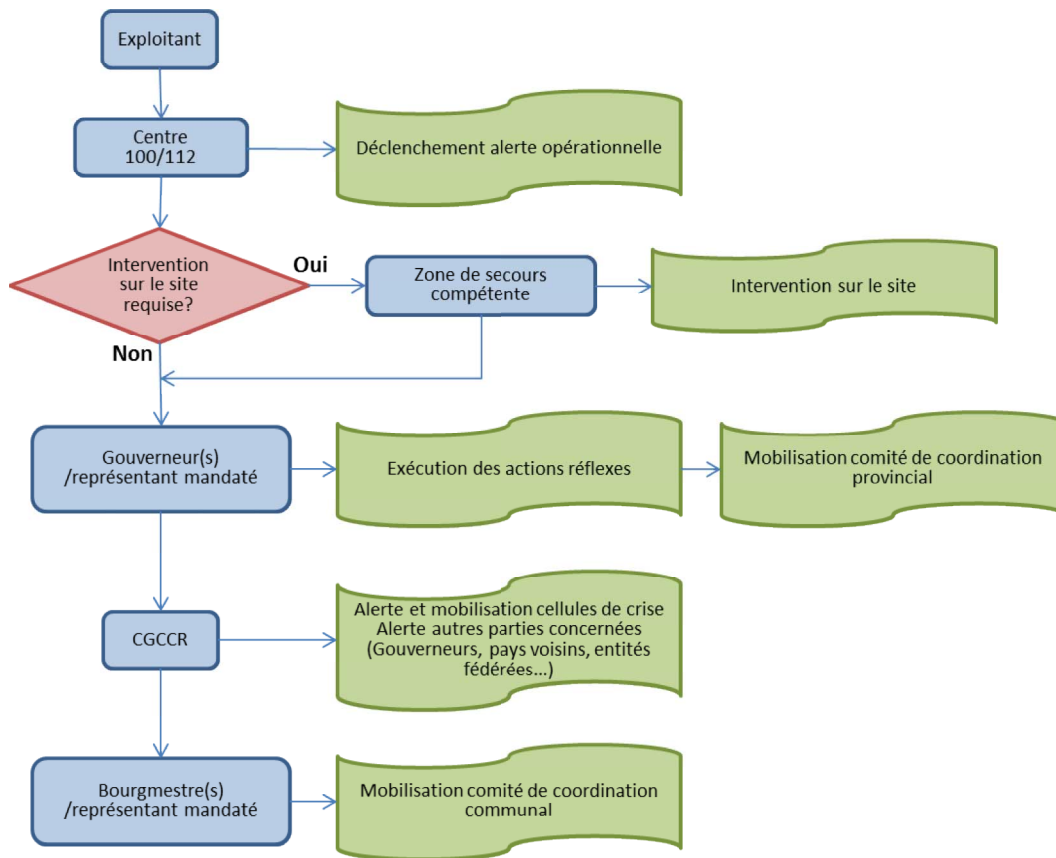 Exploitant
Centre
100/112
Déclenchement alerte opérationnelle
Intervention
sur le site
requise?
Oui
Zone de secours
compétente
Intervention sur le site
Non
Gouverneur(s)
/représentant mandaté
Exécution des actions réflexes
Mobilisation comité de coordination
provincial
CGCCR
Alerte et mobilisation cellules de crise
Alerte autres parties concernées
(Gouverneurs, pays voisins, entités
fédérées...)
Bourgmestre(s)
/représentant mandaté
Mobilisation comité de coordination
communal